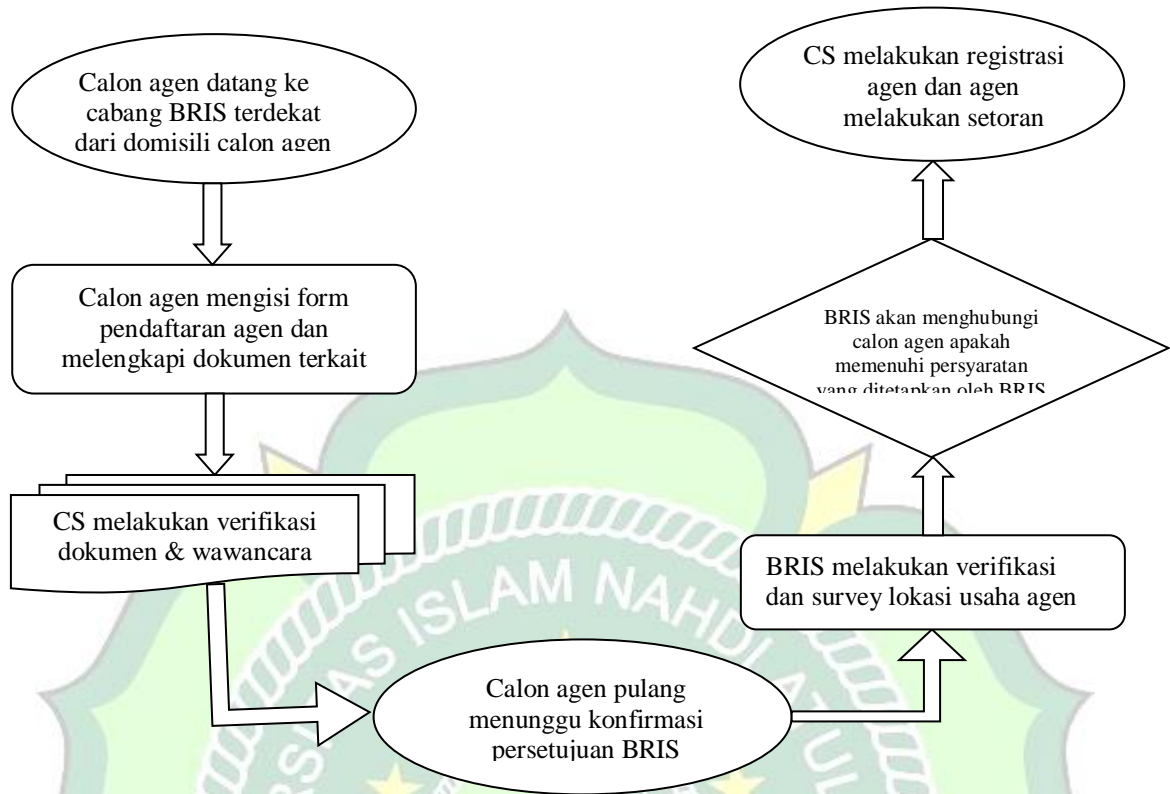 Calon agen datang ke
cabang BRIS terdekat
dari domisili calon agen
Calon agen mengisi form
pendaftaran agen dan
melengkapi dokumen terkait
CS melakukan verifikasi
dokumen & wawancara
Calon agen pulang
menunggu konfirmasi
persetujuan BRIS
BRIS melakukan verifikasi
dan survey lokasi usaha agen
BRIS akan menghubungi
calon agen apakah
memenuhi persyaratan
yang ditetapkan oleh BRIS
CS melakukan registrasi
agen dan agen
melakukan setoran
ISLAM NAHDLATUL